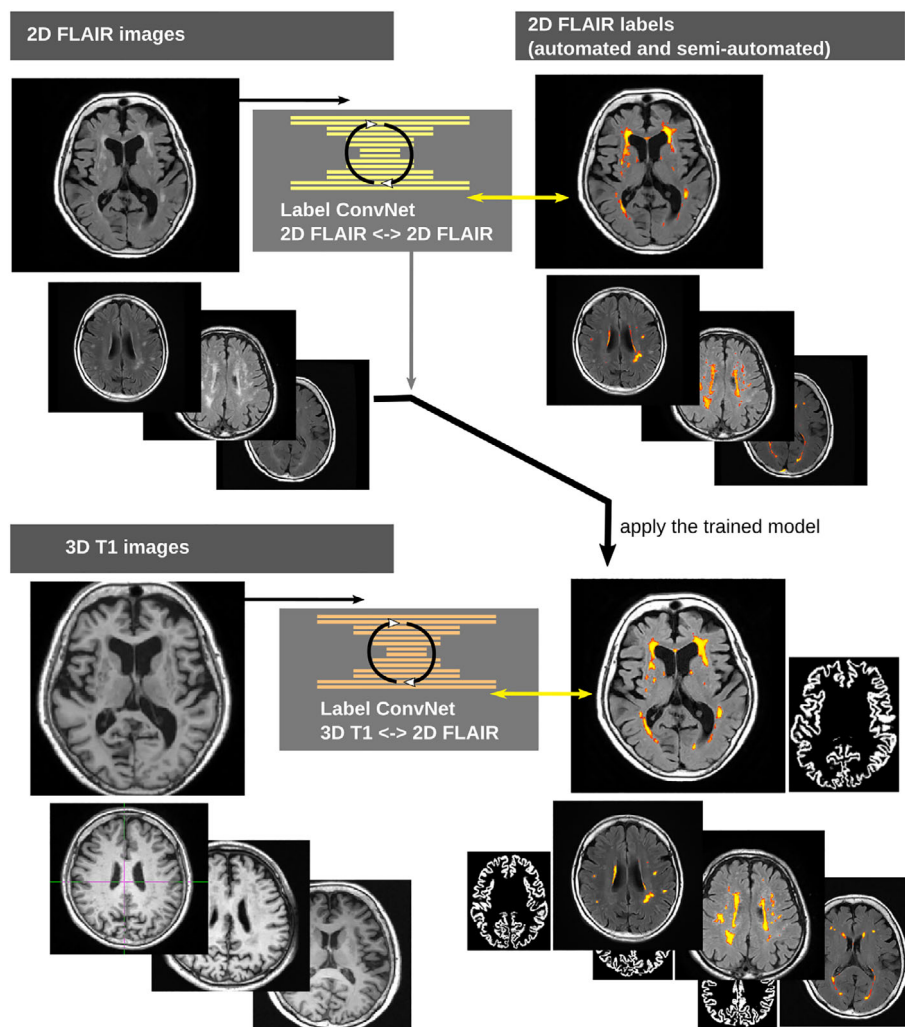 2D FLAIR images
2D FLAIR labels
(automated and semi-automated)
Label ConvNet
2D FLAIR <-> 2D FLAIR
apply the trained model
3D T1 images
Label ConvNet
3D T1 <-> 2D FLAIR